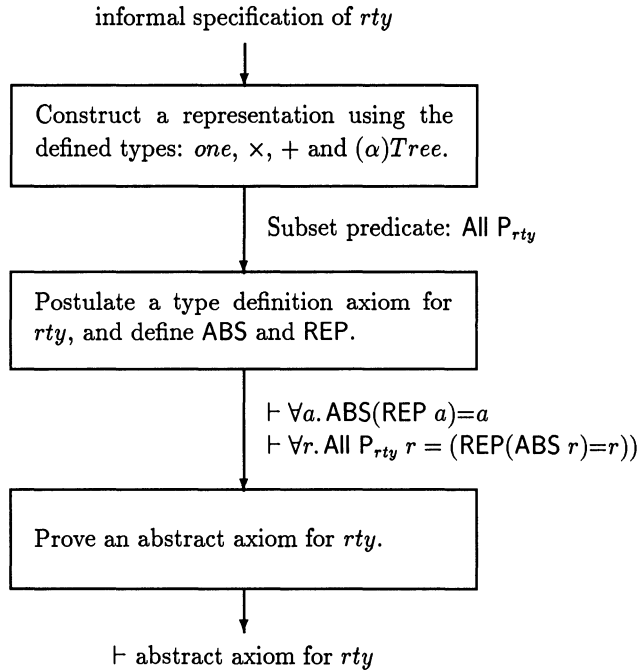 informal specification of rty
Construct a representation using the
defined types: one, ×, + and (α)Tree.
Subset predicate: All P_rty
Postulate a type definition axiom for
rty, and define ABS and REP.
⊢ ∀a. ABS(REP a)=a
⊢ ∀r. All P_rty r = (REP(ABS r)=r))
Prove an abstract axiom for rty.
⊢ abstract axiom for rty